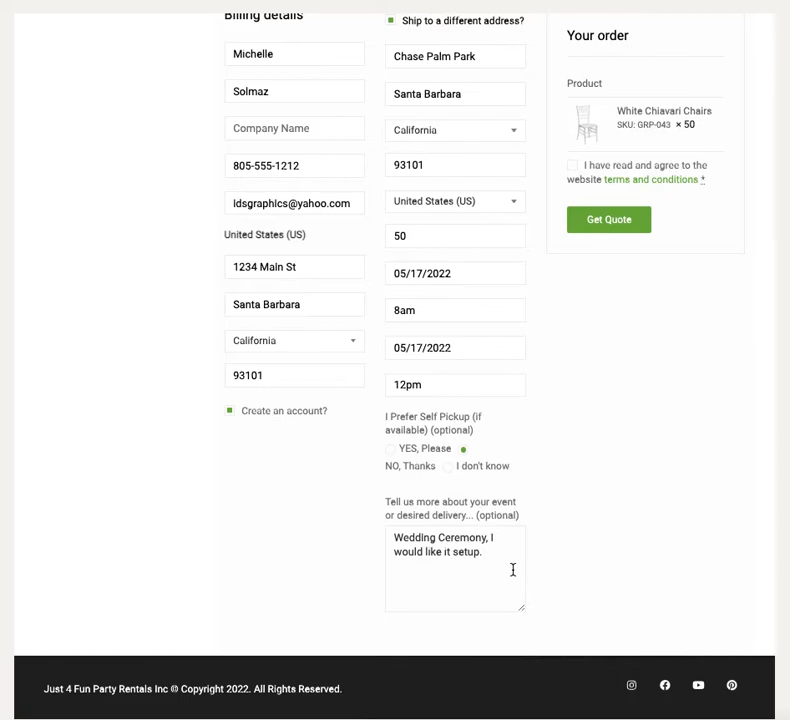 Billing details
Michelle
Solmaz
Company Name
805-555-1212
idsgraphics@yahoo.com
United States (US)
1234 Main St
Santa Barbara
California
93101
Create an account?
Ship to a different address?
Chase Palm Park
Santa Barbara
California
93101
United States (US)
50
05/17/2022
8am
05/17/2022
12pm
I Prefer Self Pickup (if
available) (optional)
YES, Please
NO, Thanks I don't know
Tell us more about your event
or desired delivery... (optional)
Wedding Ceremony, I
would like it setup.
Your order
Product
White Chiavari Chairs
SKU: GRP-043 × 50
I have read and agree to the
website terms and conditions *
Get Quote
Just 4 Fun Party Rentals Inc © Copyright 2022. All Rights Reserved.